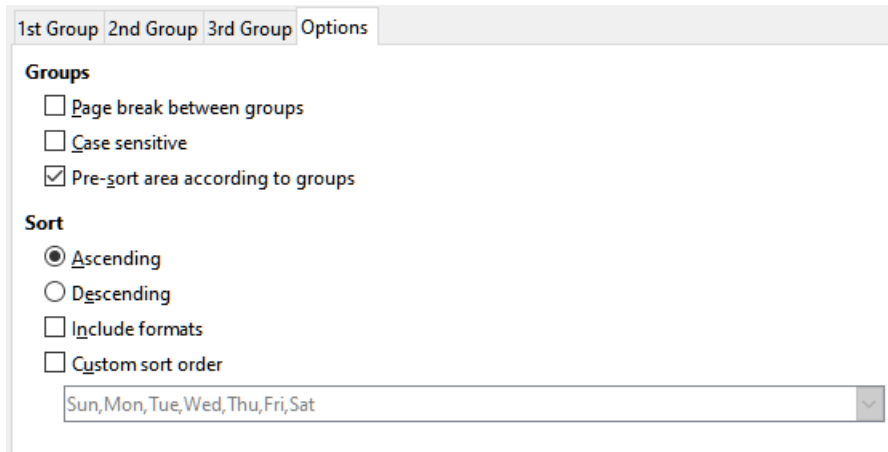 1st Group 2nd Group 3rd Group Options
Groups
Page break between groups
Case sensitive
Pre-sort area according to groups
Sort
Ascending
Descending
Include formats
Custom sort order
Sun,Mon,Tue,Wed,Thu,Fri,Sat